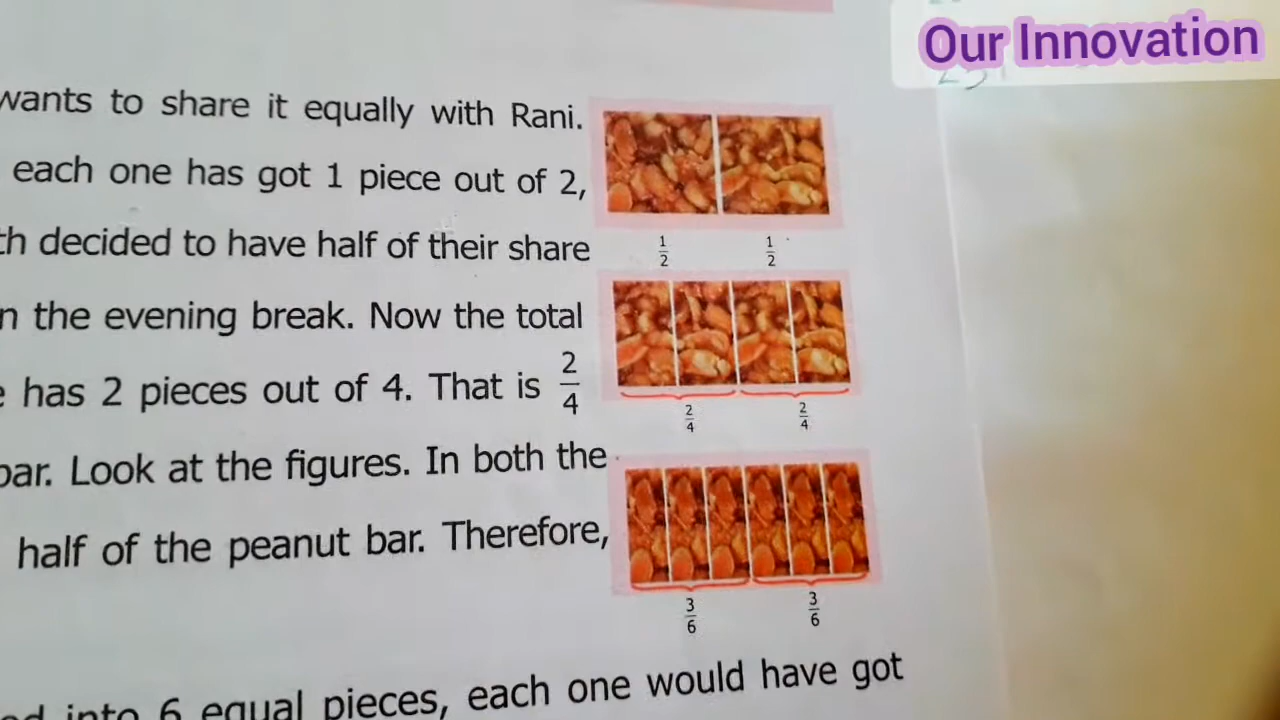 Our Innovation
wants to share it equally with Rani.
each one has got 1 piece out of 2,
decided to have half of their share
1/2 1/2
the evening break. Now the total
has 2 pieces out of 4. That is 2/4
2/4 2/4
bar. Look at the figures. In both the
half of the peanut bar. Therefore,
3/6 3/6
into 6 equal pieces, each one would have got